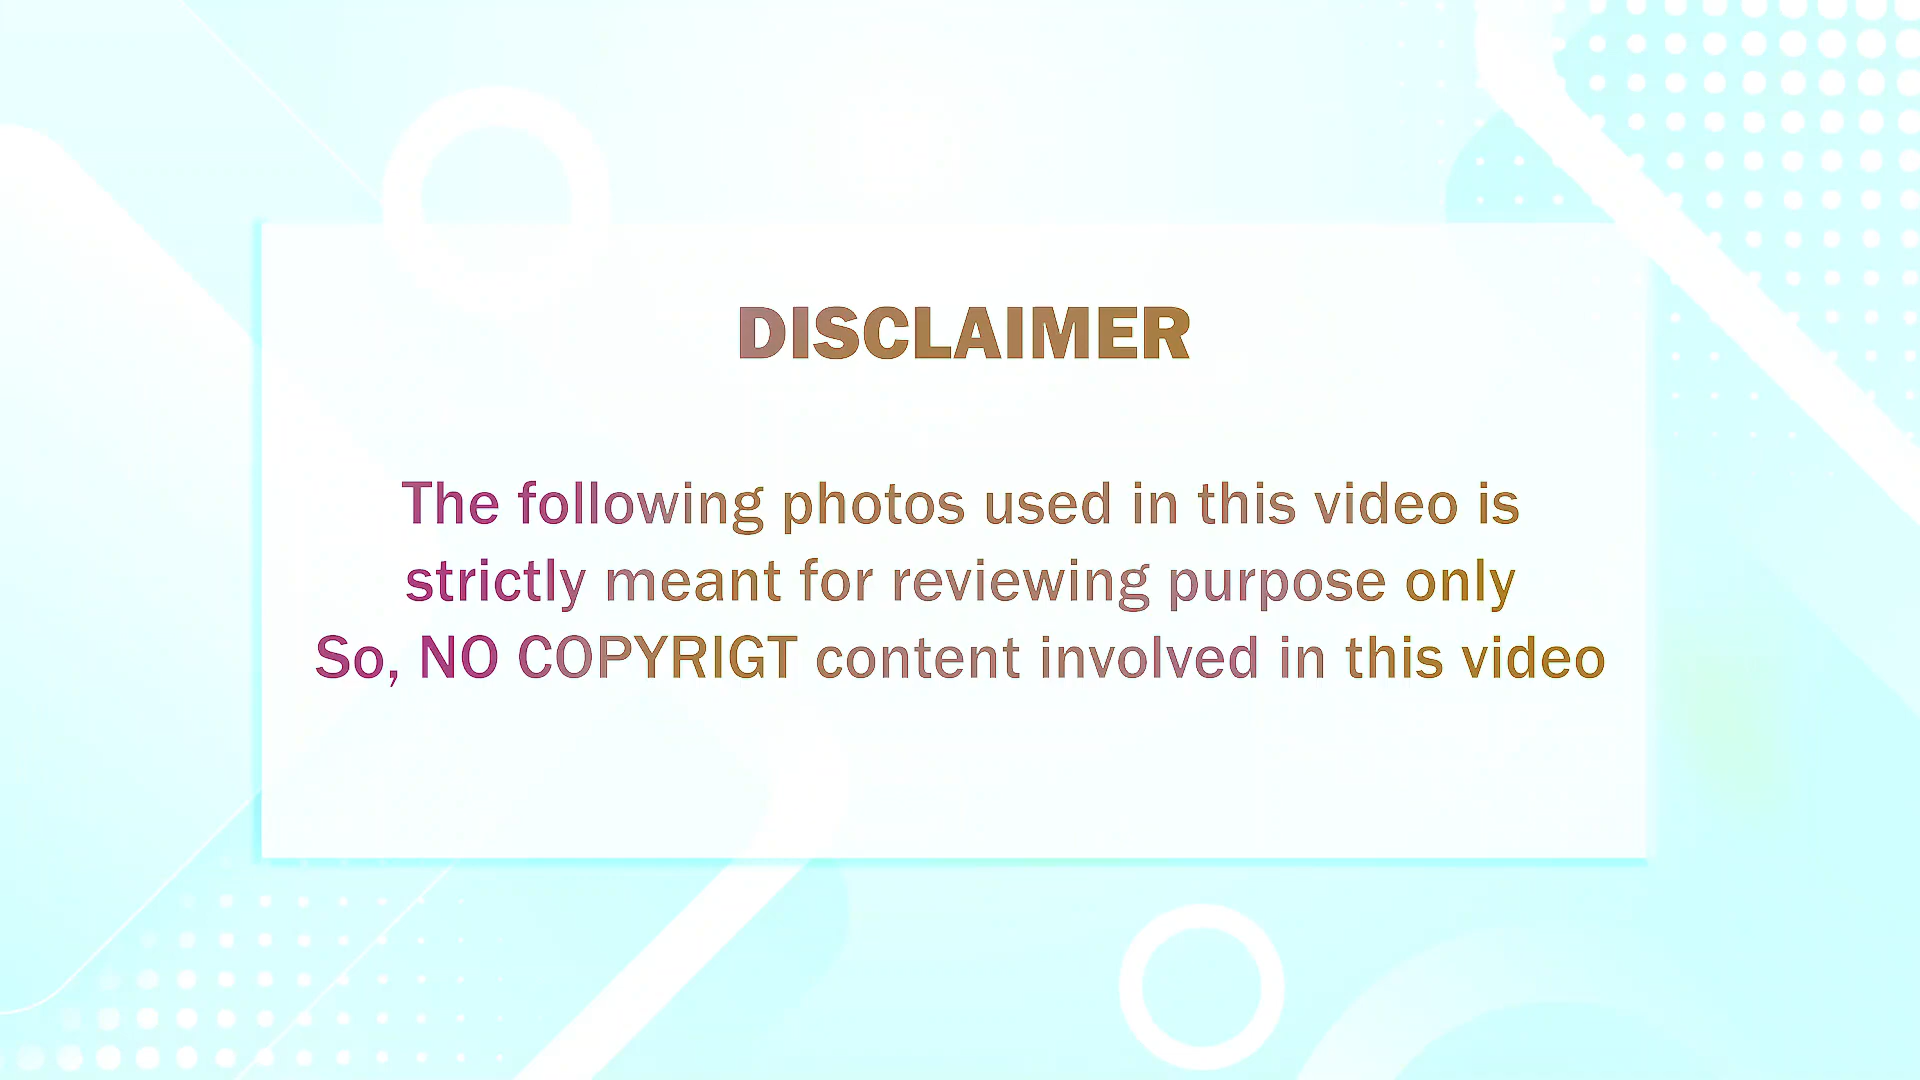 DISCLAIMER
The following photos used in this video is
strictly meant for reviewing purpose only
So, NO COPYRIGT content involved in this video